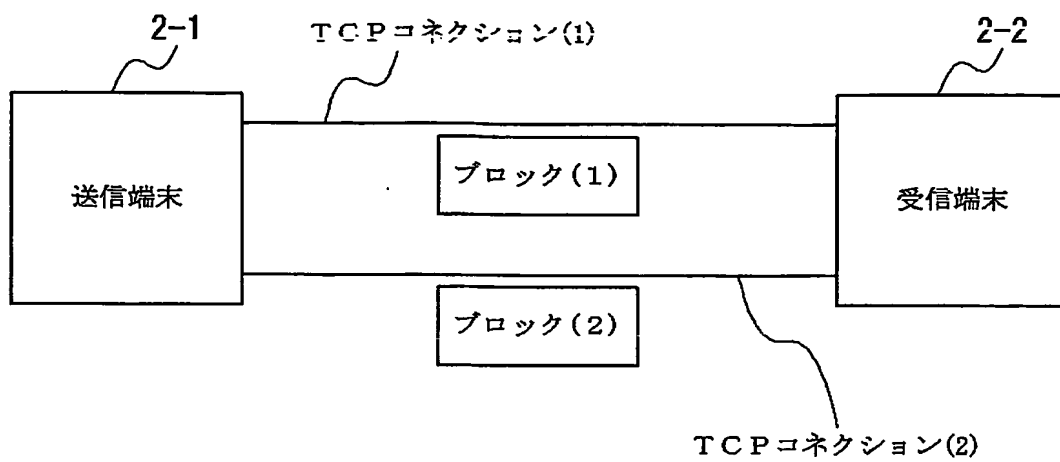 2-1
TCPコネクション(1)
2-2
送信端末
ブロック(1)
受信端末
ブロック(2)
TCPコネクション(2)